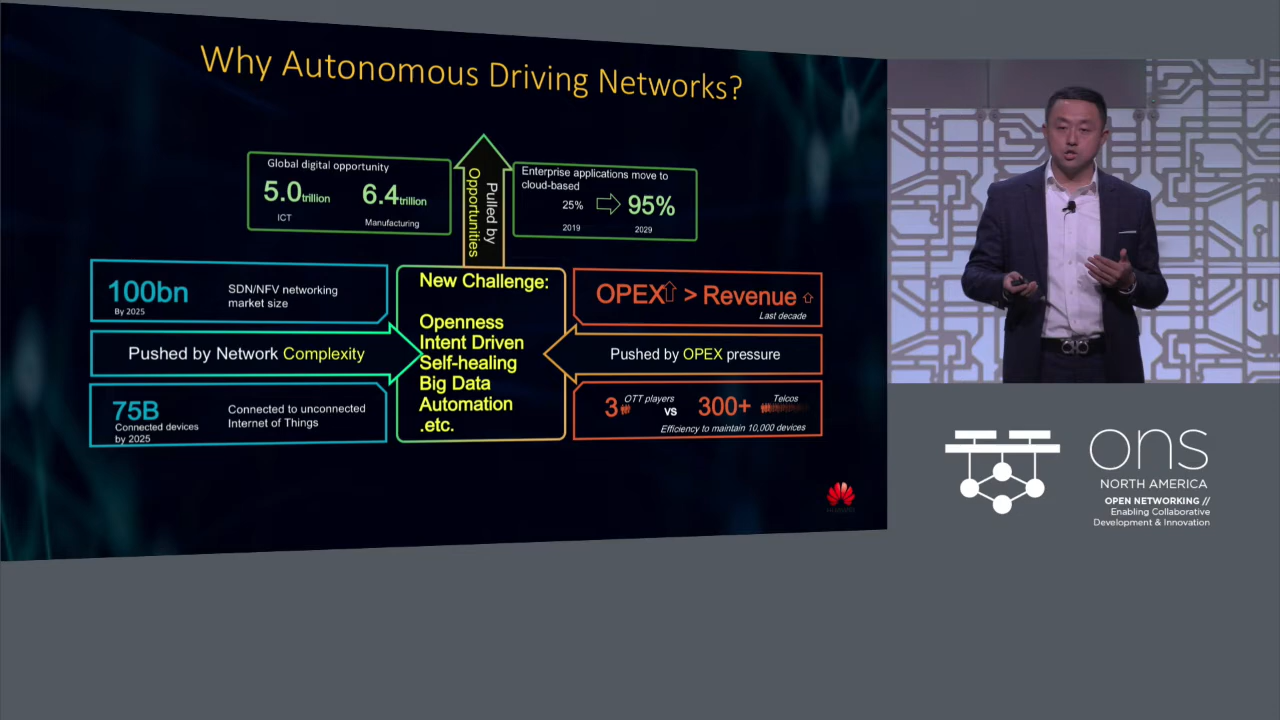 Why Autonomous Driving Networks?
Global digital opportunity
5.0trillion
6.4trillion
ICT
Manufacturing
Pulled by
Opportunities
Enterprise applications move to
cloud-based
25%
95%
2019
2029
100bn
By 2025
SDN/NFV networking
market size
Pushed by Network Complexity
75B
Connected devices
by 2025
Connected to unconnected
Internet of Things
New Challenge:
Openness
Intent Driven
Self-healing
Big Data
Automation
.etc.
OPEX > Revenue
Last decade
Pushed by OPEX pressure
3
OTT players
vs
300+
Telcos
Efficiency to maintain 10,000 devices
HUAWEI
ons
NORTH AMERICA
OPEN NETWORKING //
Enabling Collaborative
Development & Innovation